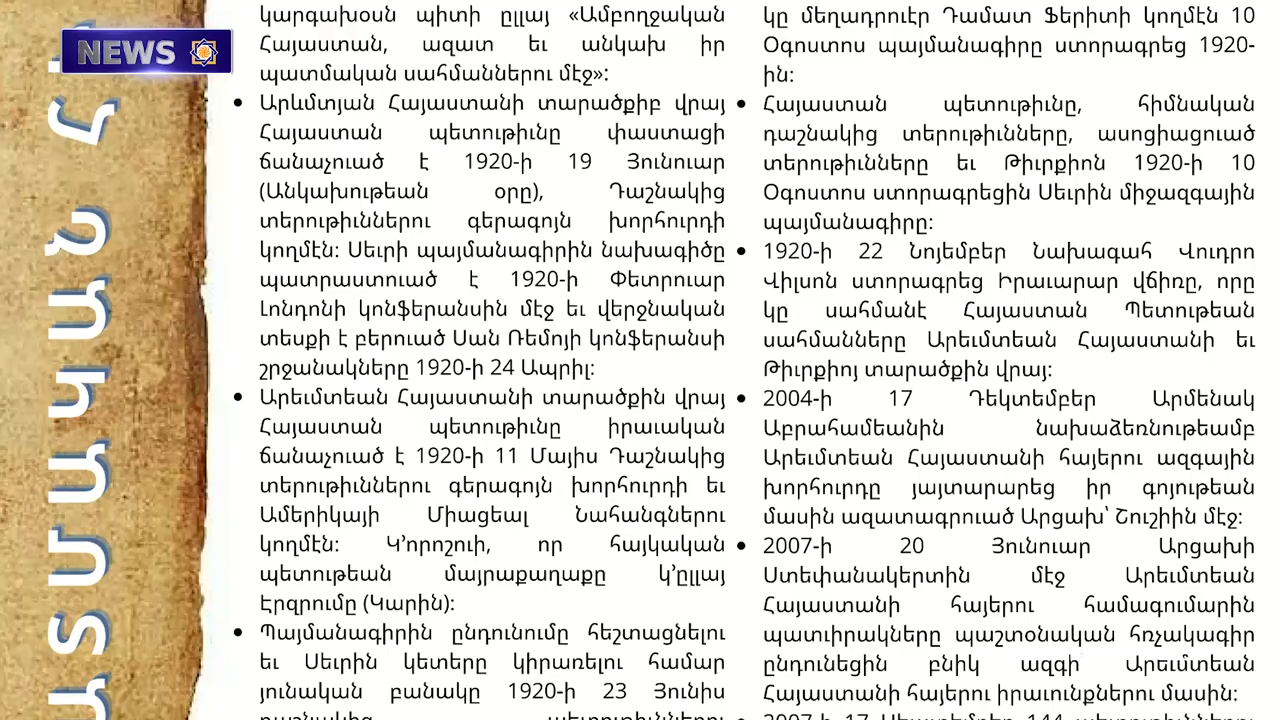 NEWS
կարգախօսն պիտի ըլլայ «Ամբողջական
Հայաստան, ազատ եւ անկախ իր
պատմական սահմաններու մէջ»:
• Արևմտյան Հայաստանի տարածքիբ վրայ
Հայաստան պետութիւնը փաստացի
ճանաչուած է 1920-ի 19 Յունուար
(Անկախութեան օրը), Դաշնակից
տերութիւններու գերագոյն խորհուրդի
կողմէն: Սեւրի պայմանագիրին նախագիծը
պատրաստուած է 1920-ի Փետրուար
Լոնդոնի կոնֆերանսին մէջ եւ վերջնական
տեսքի է բերուած Սան Ռեմոյի կոնֆերանսի
շրջանակները 1920-ի 24 Ապրիլ:
• Արեւմտեան Հայաստանի տարածքին վրայ
Հայաստան պետութիւնը իրաւական
ճանաչուած է 1920-ի 11 Մայիս Դաշնակից
տերութիւններու գերագոյն խորհուրդի եւ
Ամերիկայի Միացեալ Նահանգներու
կողմէն: Կ’որոշուի, որ հայկական
պետութեան մայրաքաղաքը կ’ըլլայ
Էրզրումը (Կարին):
• Պայմանագիրին ընդունումը հեշտացնելու
եւ Սեւրին կետերը կիրառելու համար
յունական բանակը 1920-ի 23 Յունիս
կը մեղադրուէր Դամատ Ֆերիտի կողմէն 10
Օգոստոս պայմանագիրը ստորագրեց 1920-
ին:
• Հայաստան պետութիւնը, հիմնական
դաշնակից տերութիւնները, ասոցիացուած
տերութիւնները եւ Թիւրքիոն 1920-ի 10
Օգոստոս ստորագրեցին Սեւրին միջազգային
պայմանագիրը:
• 1920-ի 22 Նոյեմբեր Նախագահ Վուդրո
Վիլսոն ստորագրեց Իրաւարար վճիռը, որը
կը սահմանէ Հայաստան Պետութեան
սահմանները Արեւմտեան Հայաստանի եւ
Թիւրքիոյ տարածքին վրայ:
• 2004-ի 17 Դեկտեմբեր Արմենակ
Աբրահամեանին նախաձեռնութեամբ
Արեւմտեան Հայաստանի հայերու ազգային
խորհուրդը յայտարարեց իր գոյութեան
մասին ազատագրուած Արցախ՝ Շուշիին մէջ:
• 2007-ի 20 Յունուար Արցախի
Ստեփանակերտին մէջ Արեւմտեան
Հայաստանի հայերու համագումարին
պատւիրակները պաշտօնական հռչակագիր
ընդունեցին բնիկ ազգի Արեւմտեան
Հայաստանի հայերու իրաւունքներու մասին: